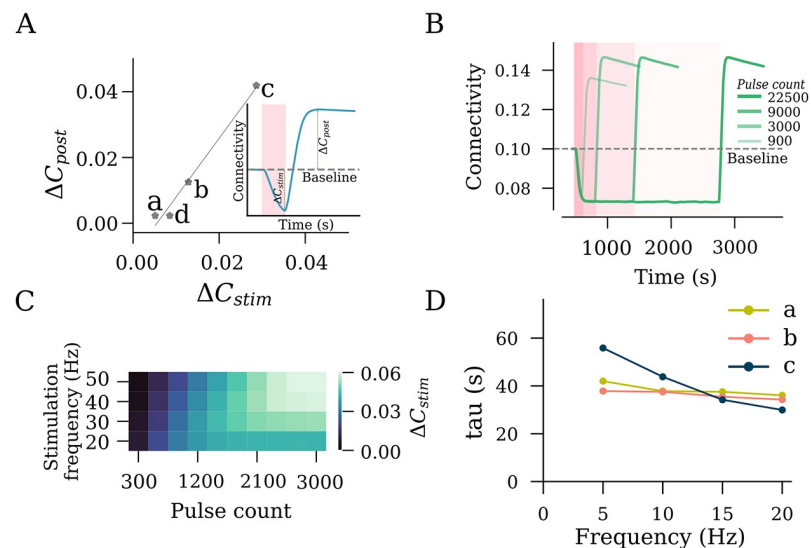 A
ΔC_post
0.04
0.02
0.00
0.00
0.02
0.04
ΔC_stim
a
b
c
d
Connectivity
ΔC_stim
ΔC_post
Baseline
Time (s)
B
Connectivity
0.14
0.12
0.10
0.08
1000
2000
3000
Time (s)
Pulse count
22500
9000
3000
900
Baseline
C
Stimulation
frequency (Hz)
50
40
30
20
300
1200
2100
3000
Pulse count
0.06
0.03
0.00
ΔC_stim
D
tau (s)
60
40
20
0
0
5
10
15
20
Frequency (Hz)
a
b
c